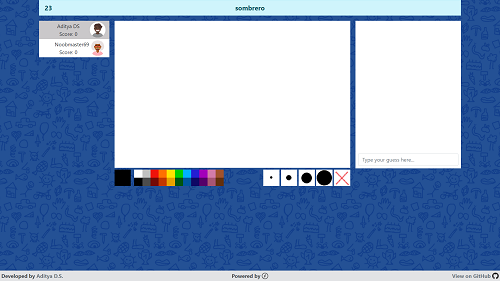 23
sombrero
Aditya DS
Score: 0
Noobmaster69
Score: 0
Type your guess here..
Developed by Aditya D.S.
Powered by
View on GitHub